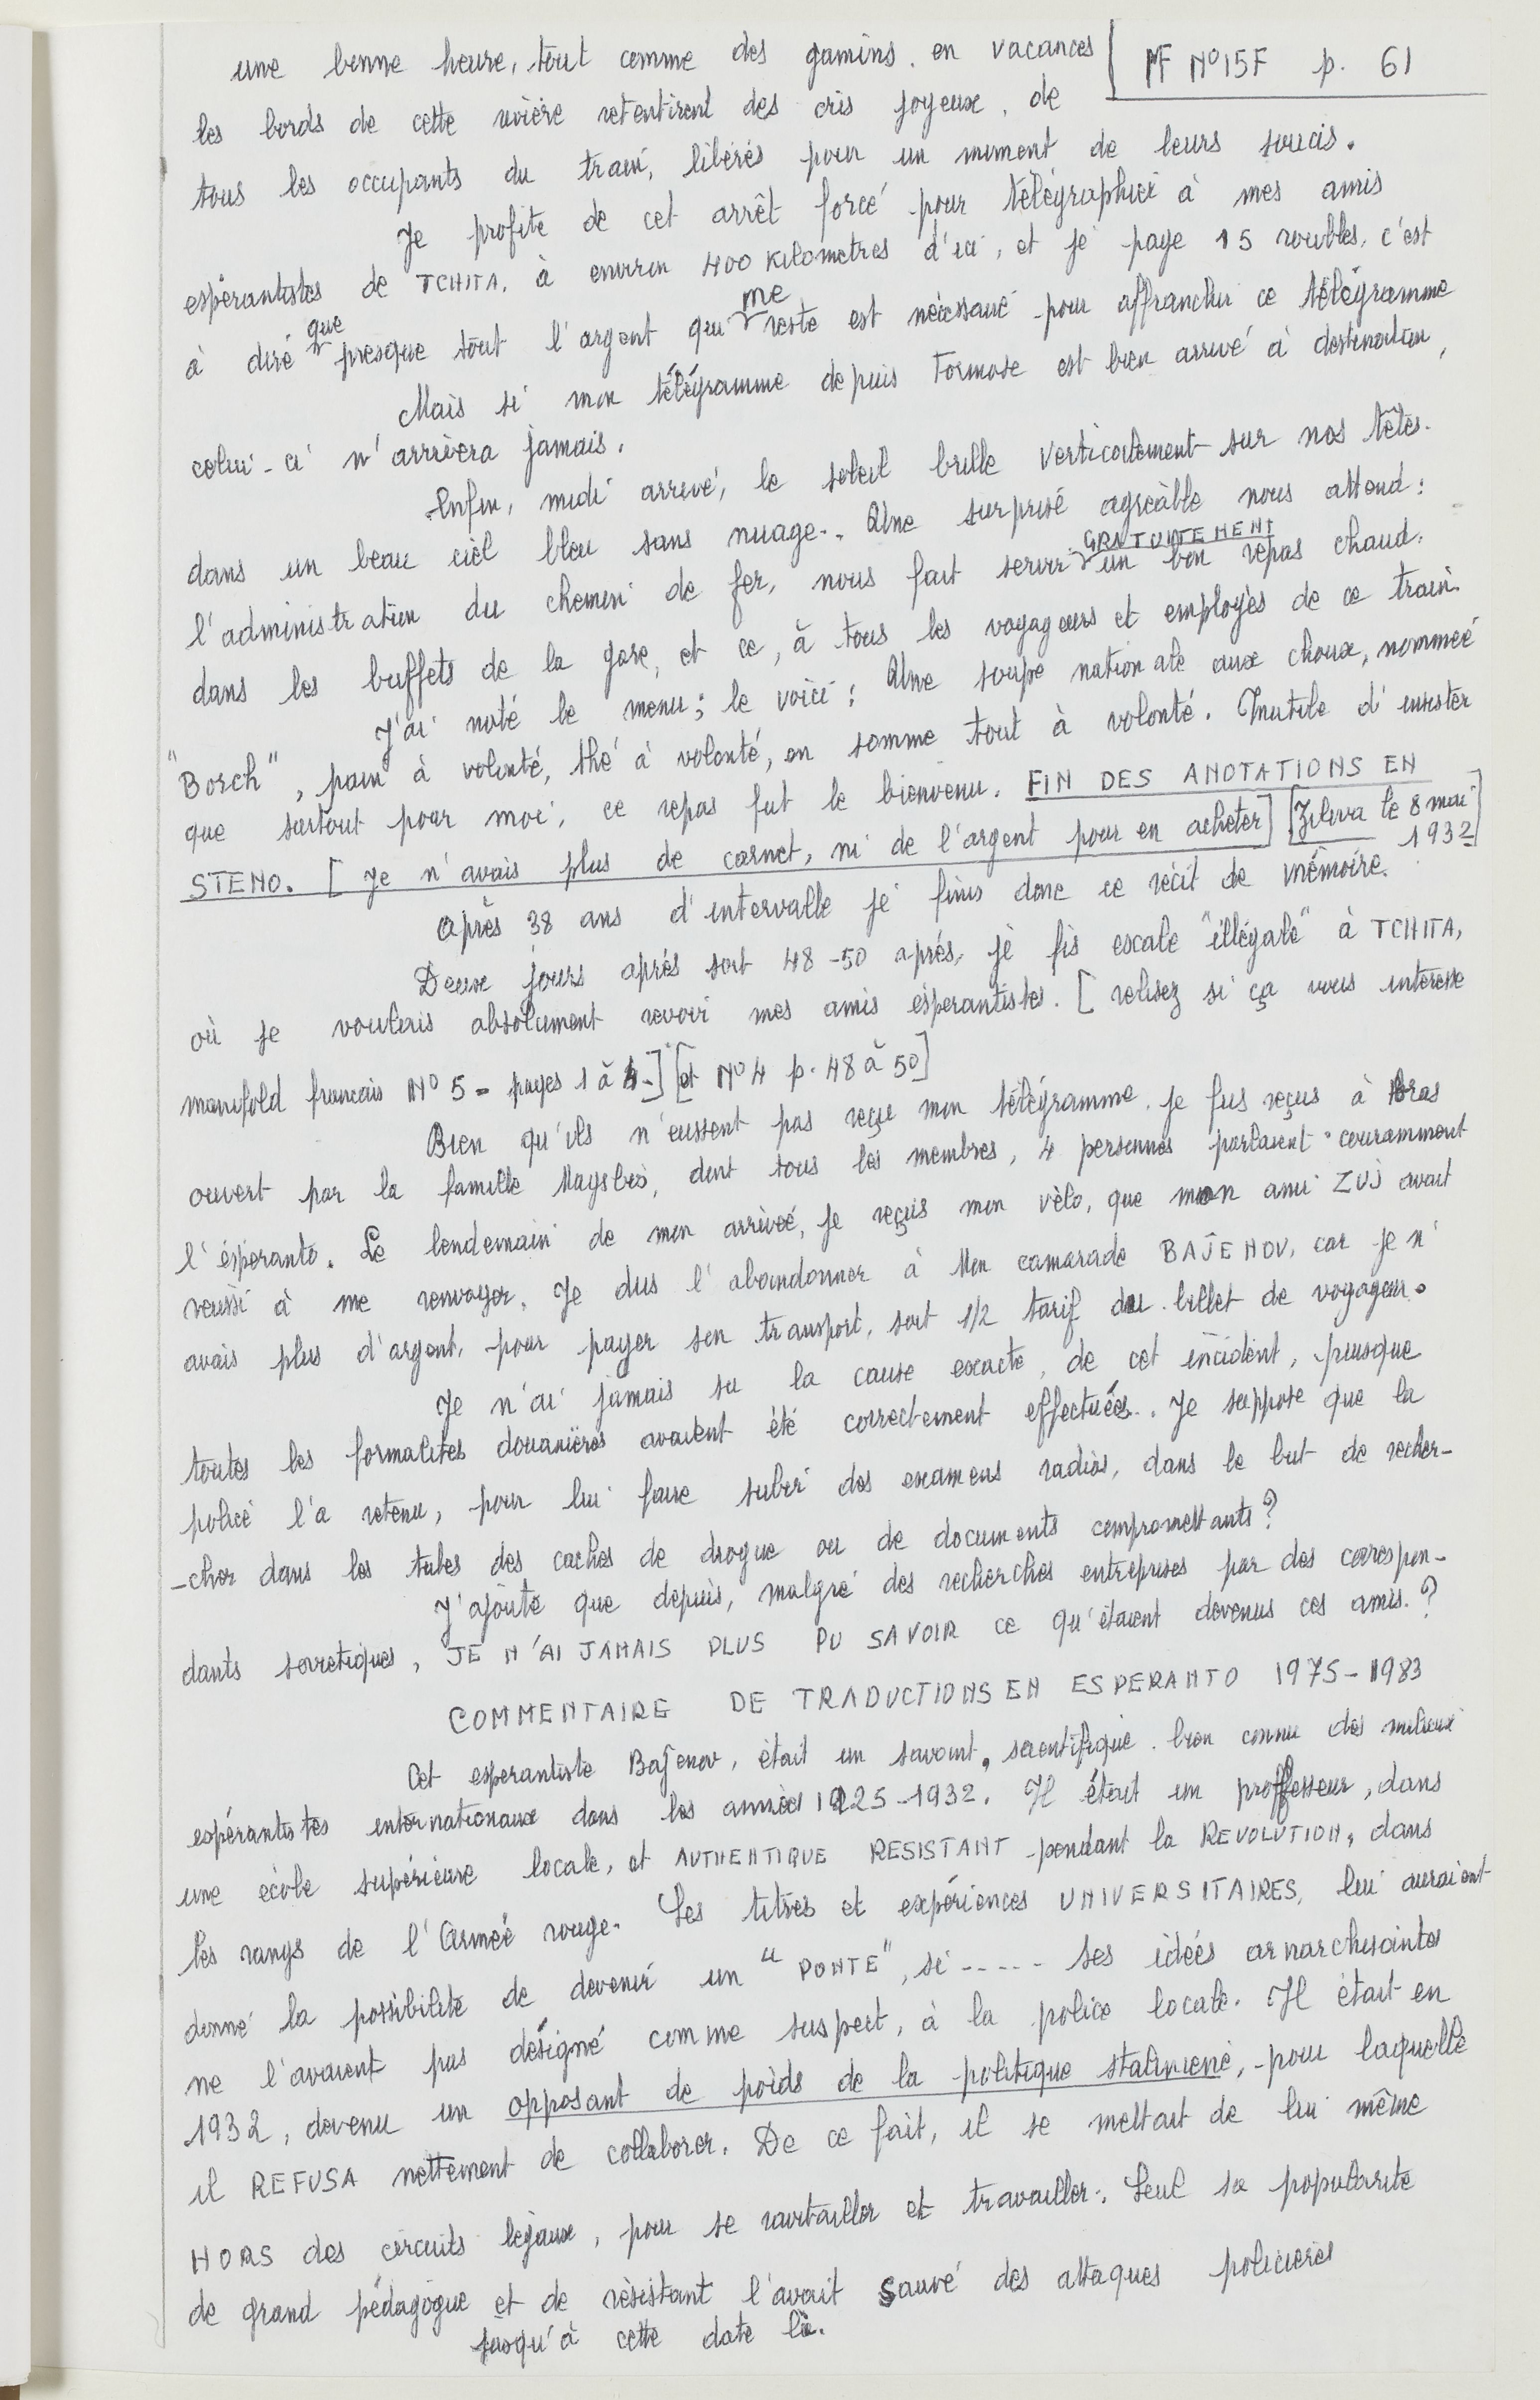 MF N°15F p. 61
une bonne heure, tout comme des gamins en vacances
les bords de cette rivière retentirent des cris joyeux, de
tous les occupants du train, libérés pour un moment de leurs soucis.
Je profite de cet arrêt forcé pour télégraphier à mes amis
espérantistes de TCHITA, à environ 400 kilomètres d'ici, et je paye 15 roubles, c'est
à dire que presque tout l'argent qui me reste est nécessaire pour affranchir ce télégramme
Mais si mon télégramme depuis Formose est bien arrivé à destination,
celui-ci n'arrivera jamais.
Enfin, midi arrivé, le soleil brille verticalement sur nos têtes.
dans un beau ciel bleu sans nuage. Une surprise agréable nous attend:
l'administration du chemin de fer, nous fait servir GRATUITEMENT un bon repas chaud.
dans les buffets de la gare, et ce, à tous les voyageurs et employés de ce train.
J'ai noté le menu; le voici: Une soupe nationale aux choux, nommée
"Borch", pain à volonté, thé à volonté, en somme tout à volonté. Inutile d'insister
que surtout pour moi, ce repas fut le bienvenu. FIN DES ANOTATIONS EN
STENO. [Je n'avais plus de carnet, ni de l'argent pour en acheter] [Zilova le 8 mai 1932]
Après 38 ans d'intervalle je finis donc ce récit de mémoire.
Deux jours après soit 48-50 après, je fis escale "illégale" à TCHITA,
où je voulais absolument revoir mes amis espérantistes. [relisez si ça vous intéresse
manifold francais N° 5 = pages 1 à 4.] [et N° 4 p. 48 à 50]
Bien qu'ils n'eussent pas reçu mon télégramme. je fus reçus à bras
ouvert par la famille Mayslis, dont tous les membres, 4 personnes parlaient couramment
l'éspéranto. Le lendemain de mon arrivée, je reçus mon vélo, que mon ami ZUJ avait
réussi à me renvoyer. Je dus l'abandonner à Mon camarade BAĴENOV, car je n'
avais plus d'argent, pour payer son transport, soit 1/2 tarif du billet de voyageur.
Je n'ai jamais su la cause exacte, de cet incident, puisque
toutes les formalités douanières avaient été correctement effectuées. Je suppose que la
police l'a retenu, pour lui faire subir des examens radios, dans le but de recher-
-cher dans les tubes des caches de drogue ou de documents compromettants?
J'ajoute que depuis, malgré des recherches entreprises par des correspon-
dants sovietiques, JE N'AI JAMAIS PLUS PU SAVOIR ce qu'étaient devenus ces amis.?
COMMENTAIRE DE TRADUCTIONS EN ESPERANTO 1975-1983
Cet esperantiste Baĵenov, était un savant, scientifique bien connu des milieux
espérantistes internationaux dans les années 1925-1932. Il était un proffesseur, dans
une école supérieure locale, et AUTHENTIQUE RESISTANT pendant la REVOLUTION, dans
les rangs de l'Armée rouge. Ses titres et expériences UNIVERSITAIRES, lui auraient
donné la possibilité de devenir un "PONTE", si ----- ses idées anarchisantes
ne l'avaient pas désigné comme suspect, à la police locale. Il était en
1932, devenu un opposant de poids de la politique stalinienne, pour laquelle
il REFUSA nettement de collaborer. De ce fait, il se mettait de lui même
HORS des circuits légaux, pour se ravitailler et travailler. Seul sa popularité
de grand pédagogue et de résistant l'avait sauvé des attaques policières
jusqu'à cette date là.